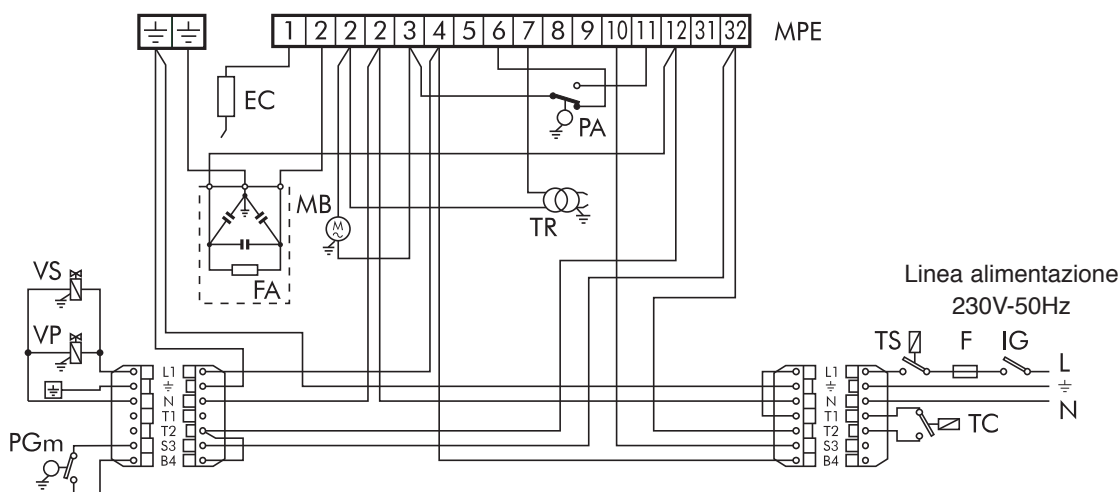 1 2 2 2 3 4 5 6 7 8 9 10 11 12 31 32 MPE
EC
PA
MB
M
TR
FA
VS
VP
Linea alimentazione
230V-50Hz
TS F IG
L
N
TC
PGm
L1
N
T1
T2
S3
B4
L1
N
T1
T2
S3
B4